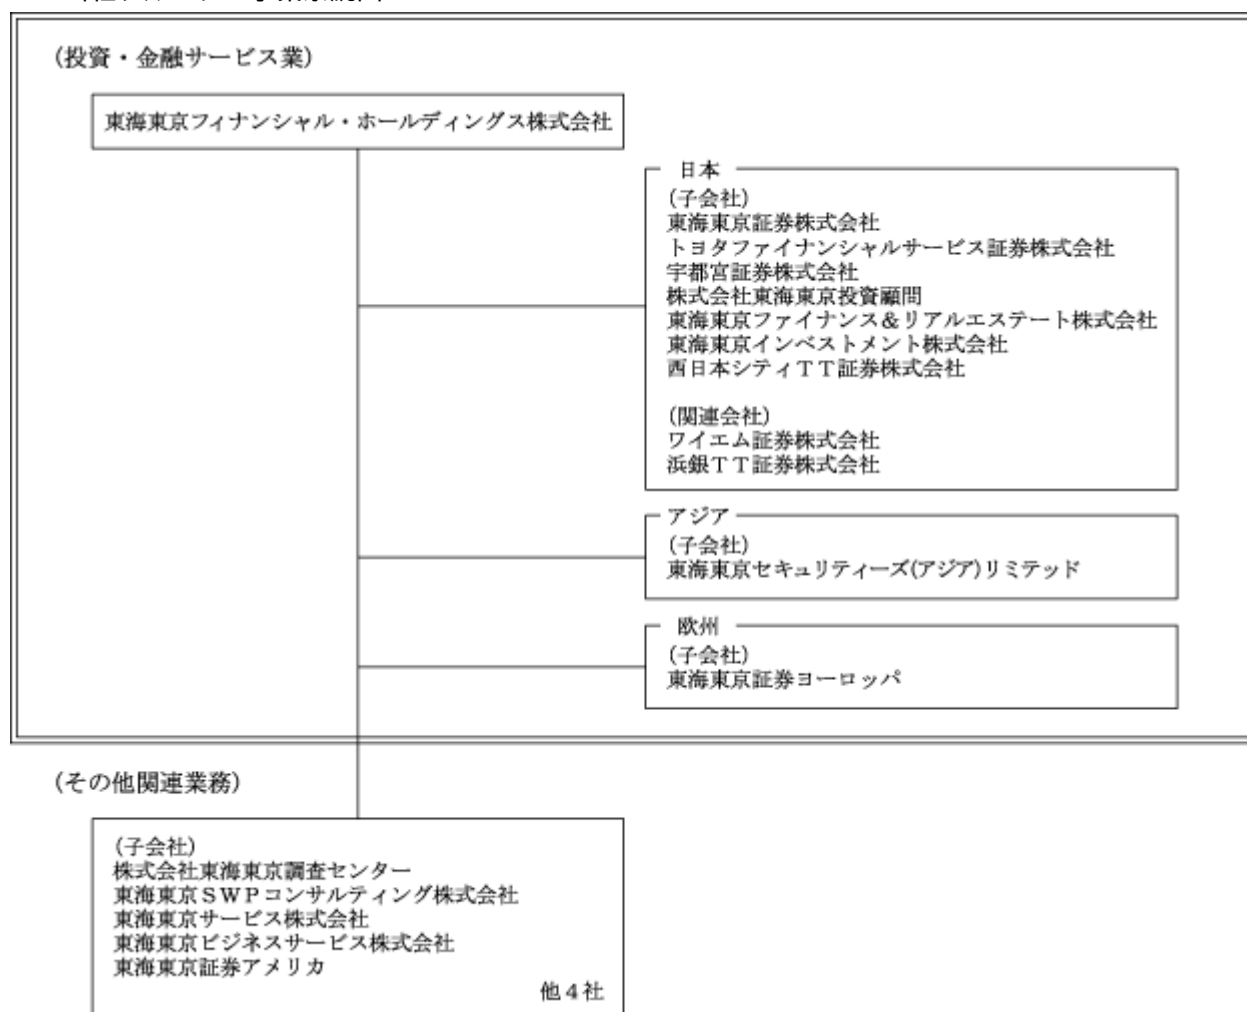 (投資・金融サービス業)
東海東京フィナンシャル・ホールディングス株式会社
日本
(子会社)
東海東京証券株式会社
トヨタファイナンシャルサービス証券株式会社
宇都宮証券株式会社
株式会社東海東京投資顧問
東海東京ファイナンス&リアルエステート株式会社
東海東京インベストメント株式会社
西日本シティTT証券株式会社
(関連会社)
ワイエム証券株式会社
浜銀TT証券株式会社
アジア
(子会社)
東海東京セキュリティーズ(アジア)リミテッド
欧州
(子会社)
東海東京証券ヨーロッパ
(その他関連業務)
(子会社)
株式会社東海東京調査センター
東海東京SWPコンサルティング株式会社
東海東京サービス株式会社
東海東京ビジネスサービス株式会社
東海東京証券アメリカ
他4社